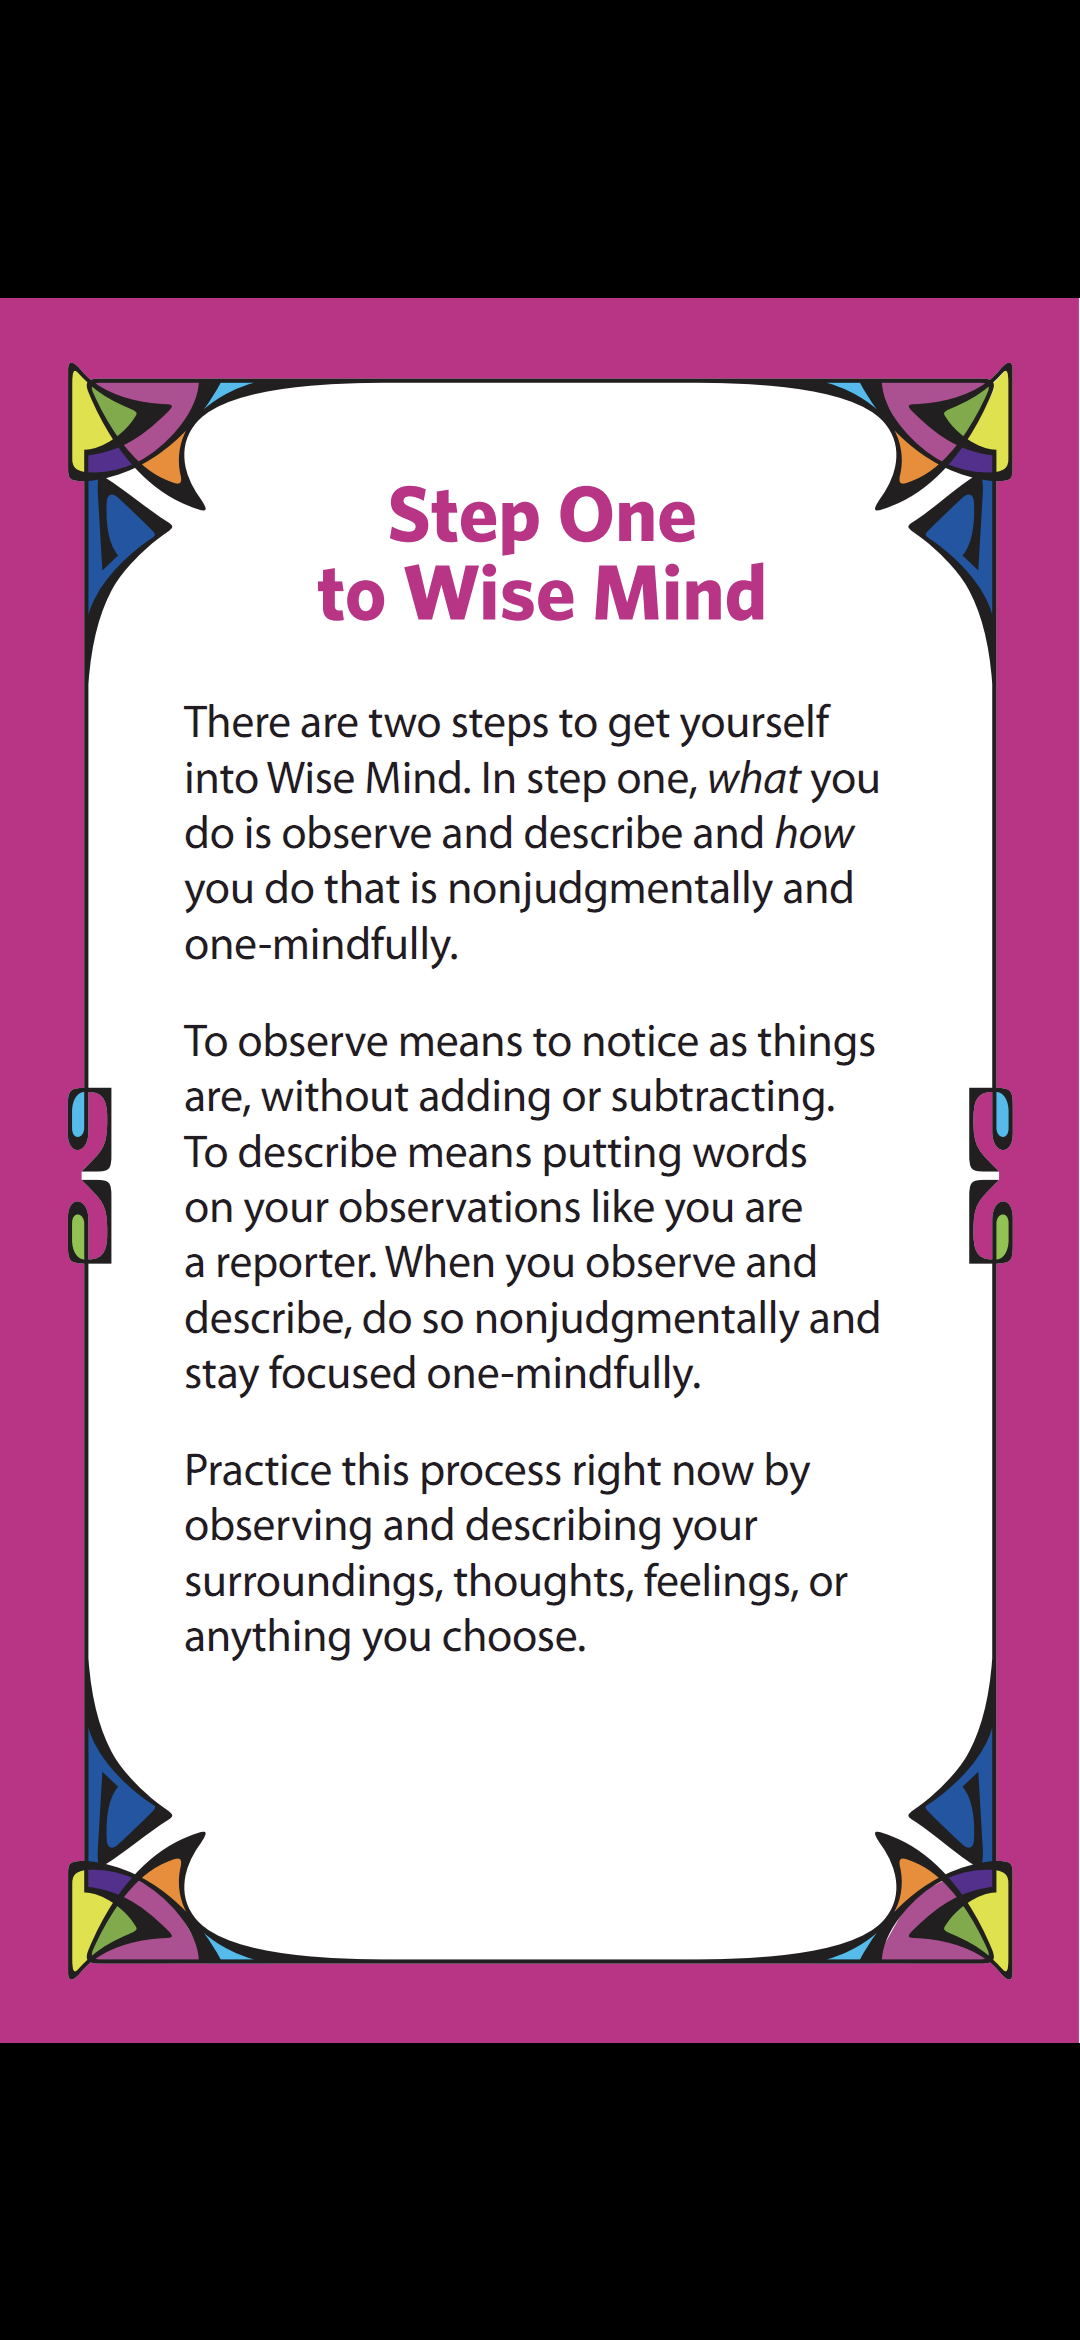 Step One
to Wise Mind
There are two steps to get yourself
into Wise Mind. In step one, what you
do is observe and describe and how
you do that is nonjudgmentally and
one-mindfully.
To observe means to notice as things
are, without adding or subtracting.
To describe means putting words
on your observations like you are
a reporter. When you observe and
describe, do so nonjudgmentally and
stay focused one-mindfully.
Practice this process right now by
observing and describing your
surroundings, thoughts, feelings, or
anything you choose.